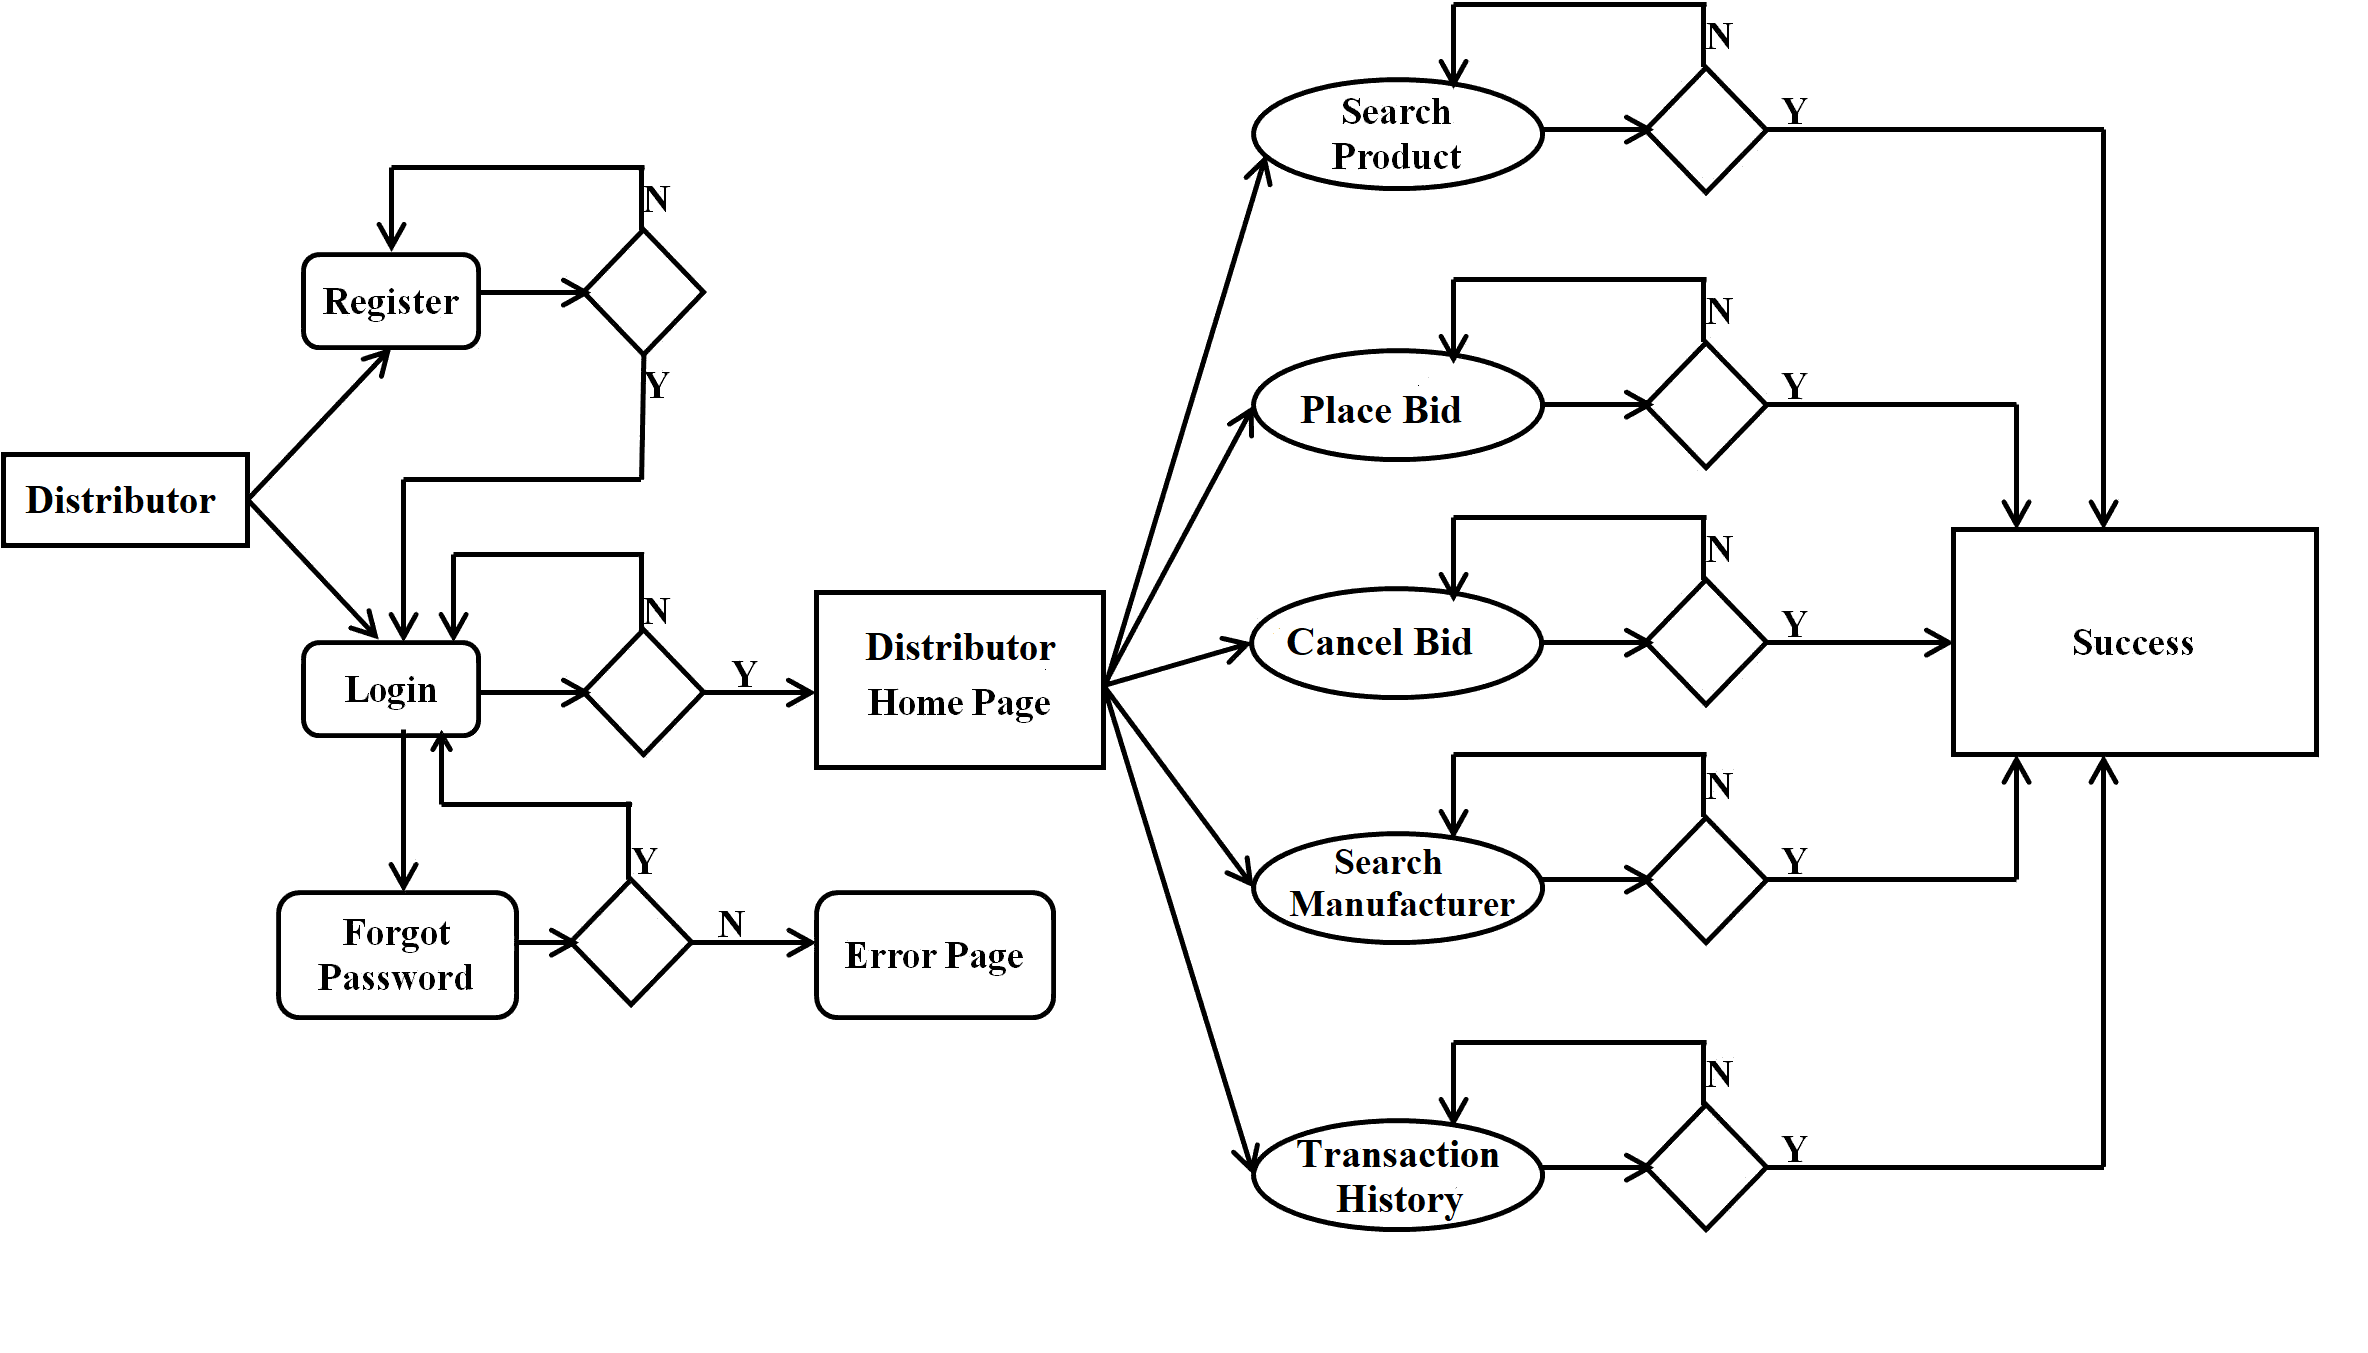 N
Search
Product
Y
N
Register
Y
Distributor
N
Login
Y
Distributor
Home Page
N
Place Bid
Y
N
Cancel Bid
Y
Success
Y
Forgot
Password
N
Error Page
N
Search
Manufacturer
Y
N
Transaction
History
Y